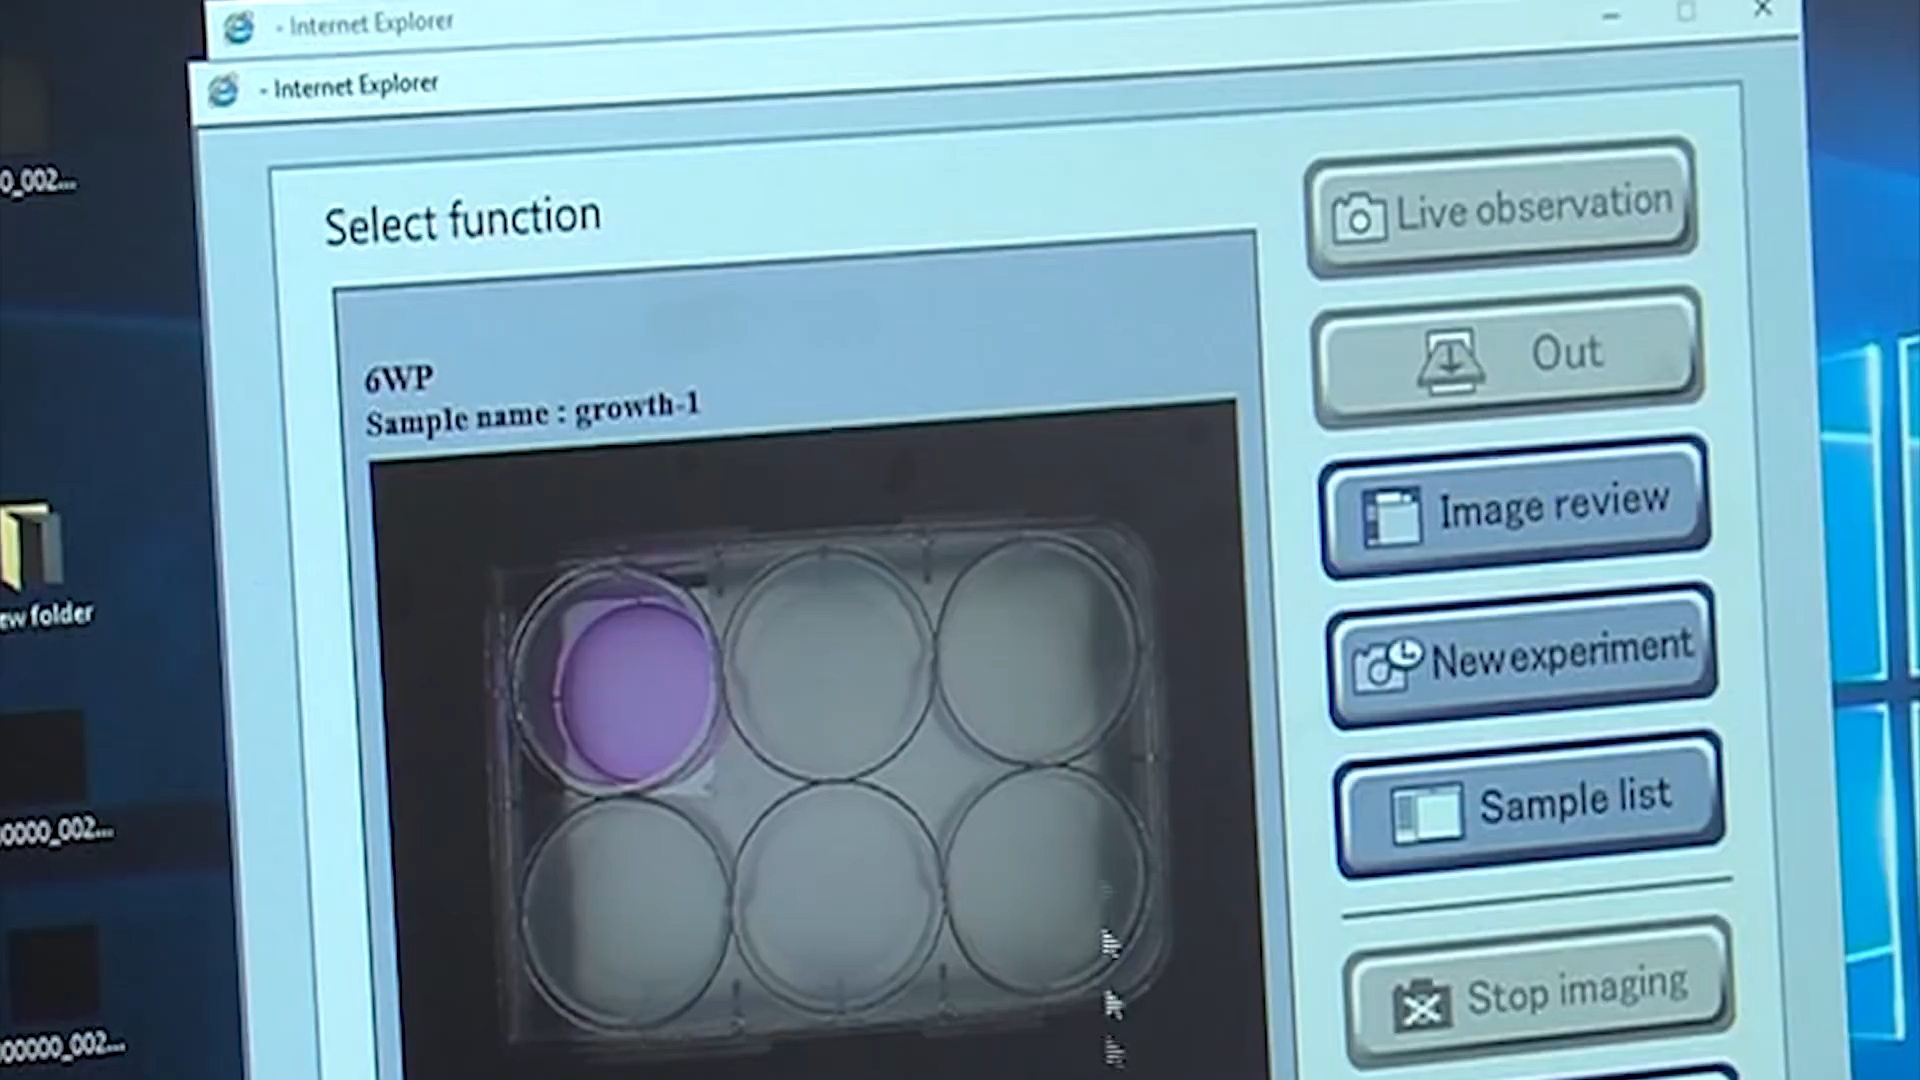 - Internet Explorer
- Internet Explorer
0_002...
Select function
Live observation
Out
6WP
Sample name : growth-1
Image review
ew folder
New experiment
Sample list
00000_002...
Stop imaging
000000_002...